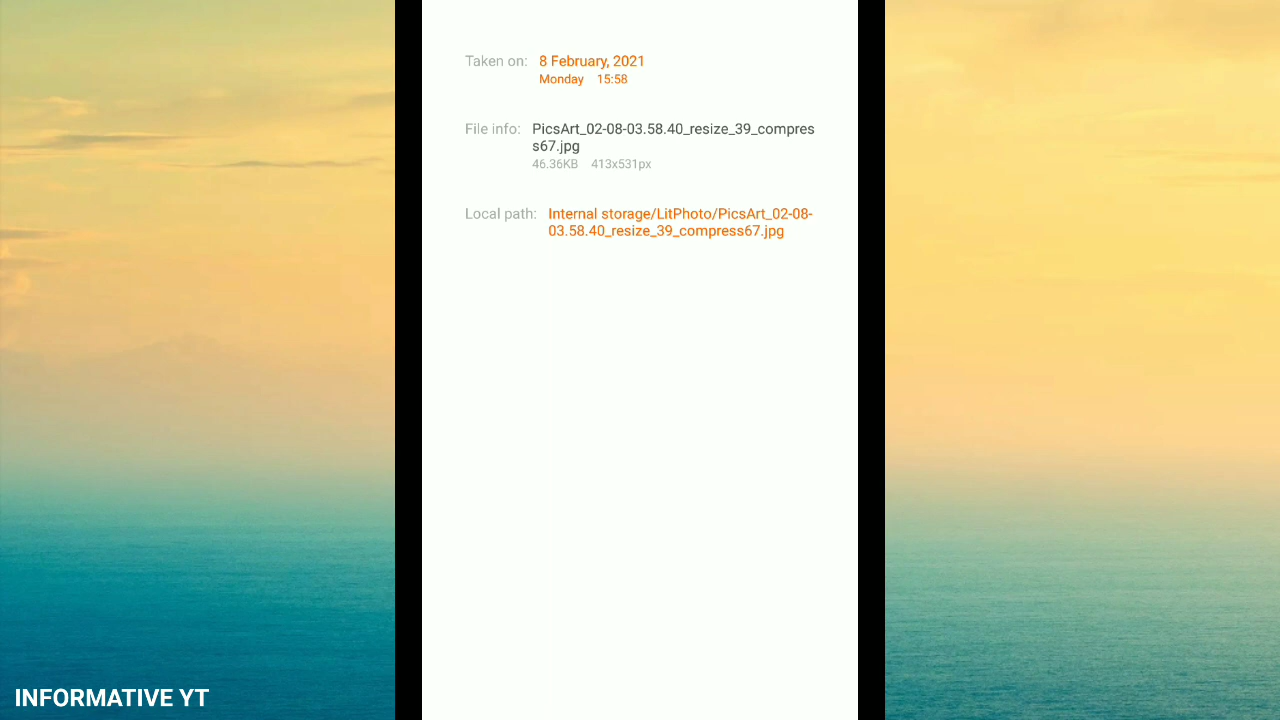 Taken on: 8 February, 2021
Monday 15:58
File info: PicsArt_02-08-03.58.40_resize_39_compres
s67.jpg
46.36KB 413x531px
Local path: Internal storage/LitPhoto/PicsArt_02-08-
03.58.40_resize_39_compress67.jpg
INFORMATIVE YT